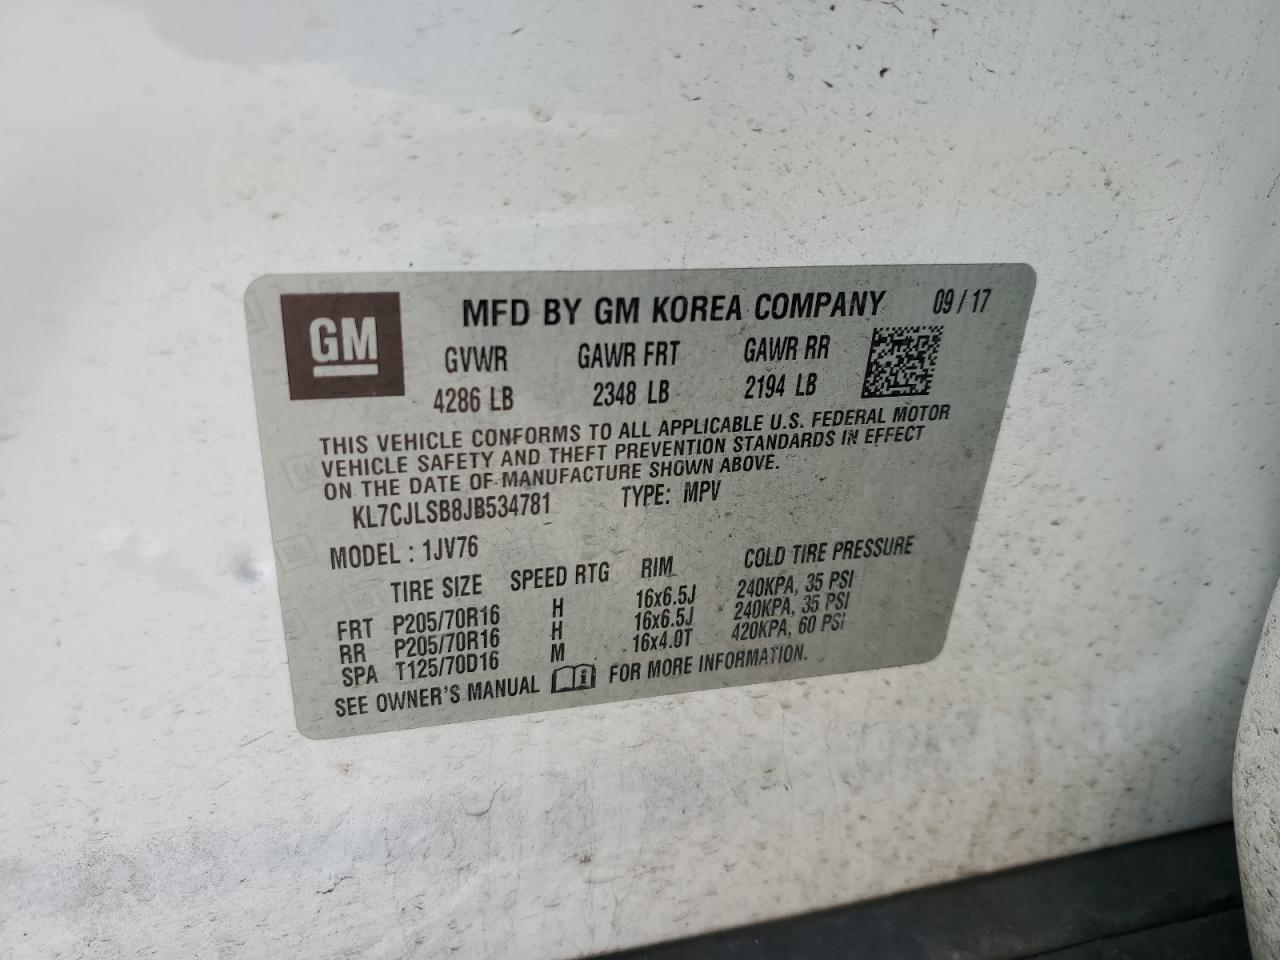 GM
MFD BY GM KOREA COMPANY 09/17
GVWR GAWR FRT GAWR RR
4286 LB 2348 LB 2194 LB
THIS VEHICLE CONFORMS TO ALL APPLICABLE U.S. FEDERAL MOTOR
VEHICLE SAFETY AND THEFT PREVENTION STANDARDS IN EFFECT
ON THE DATE OF MANUFACTURE SHOWN ABOVE.
KL7CJLSB8JB534781 TYPE: MPV
MODEL : 1JV76
TIRE SIZE SPEED RTG RIM COLD TIRE PRESSURE
FRT P205/70R16 H 16x6.5J 240KPA, 35 PSI
RR P205/70R16 H 16x6.5J 240KPA, 35 PSI
SPA T125/70D16 M 16x4.0T 420KPA, 60 PSI
SEE OWNER'S MANUAL FOR MORE INFORMATION.